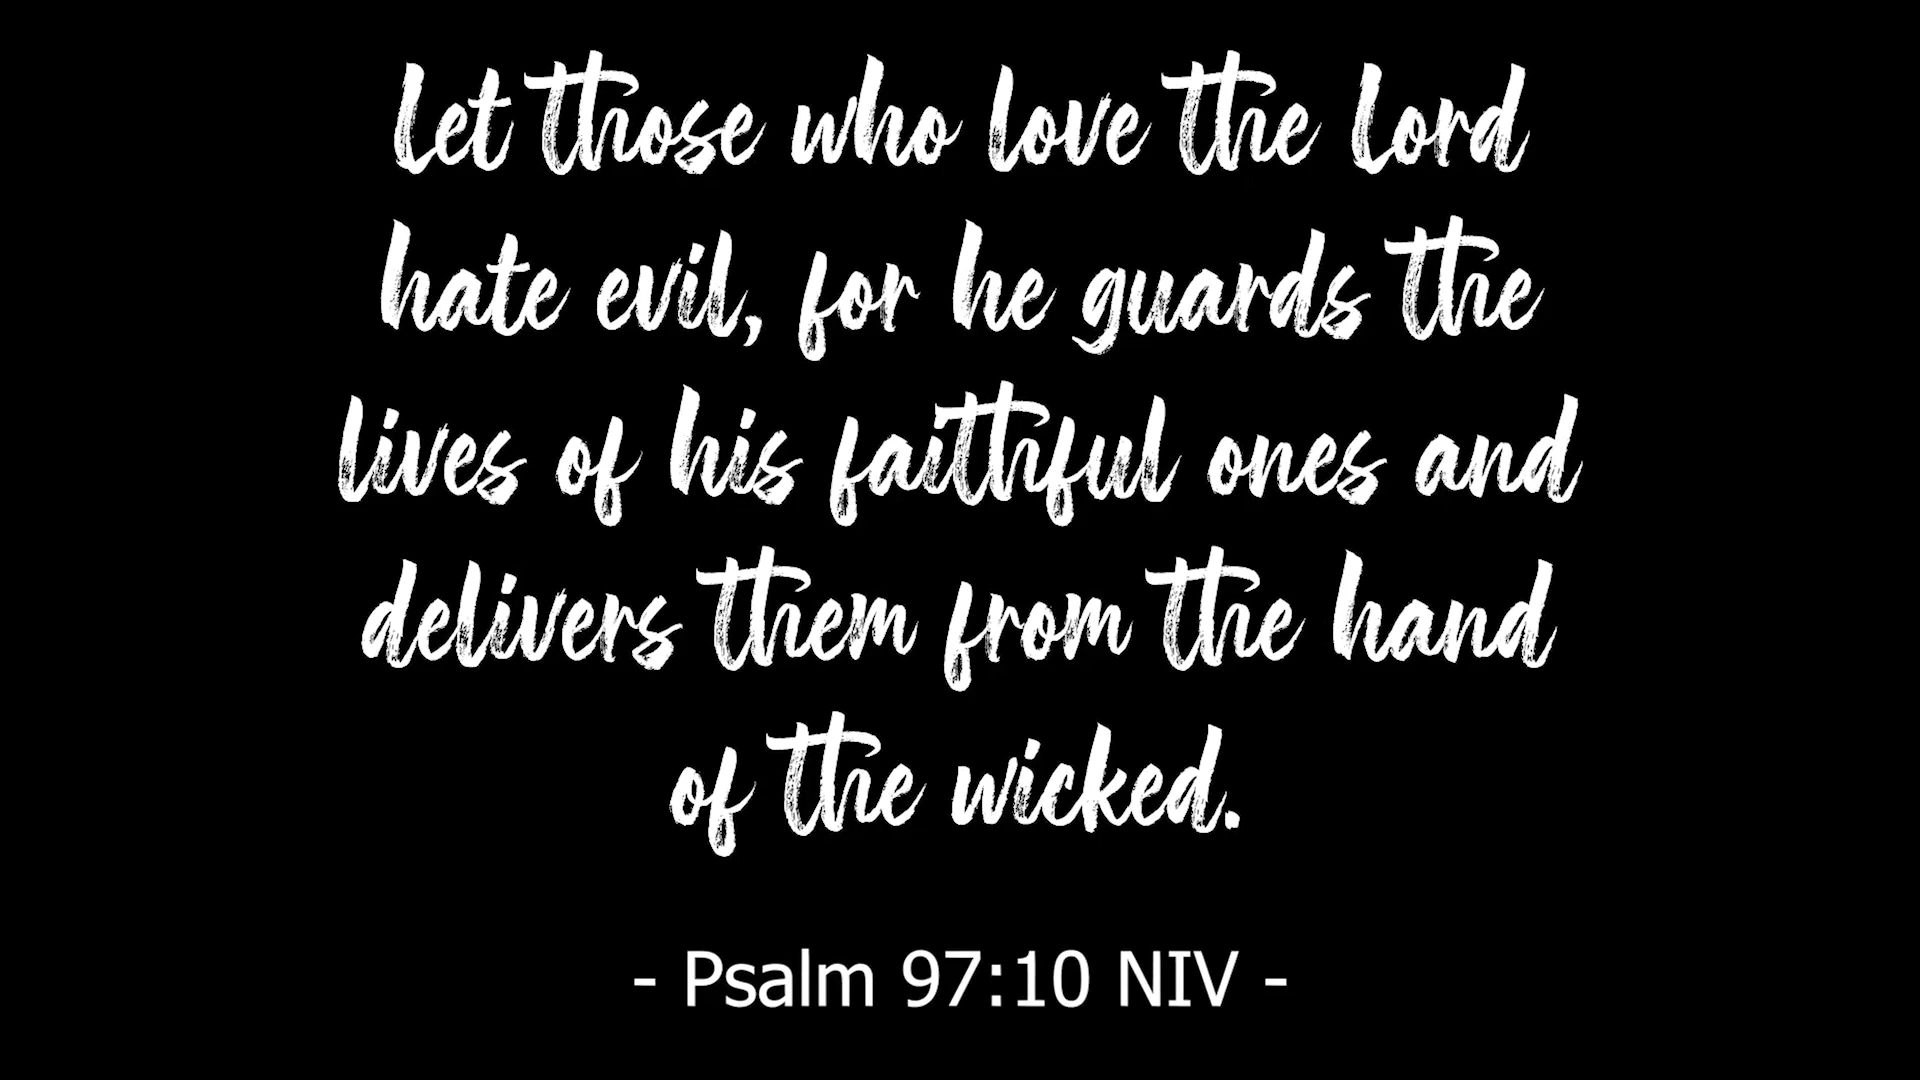 Let those who love the Lord
hate evil, for he guards the
lives of his faithful ones and
delivers them from the hand
of the wicked.
- Psalm 97:10 NIV -